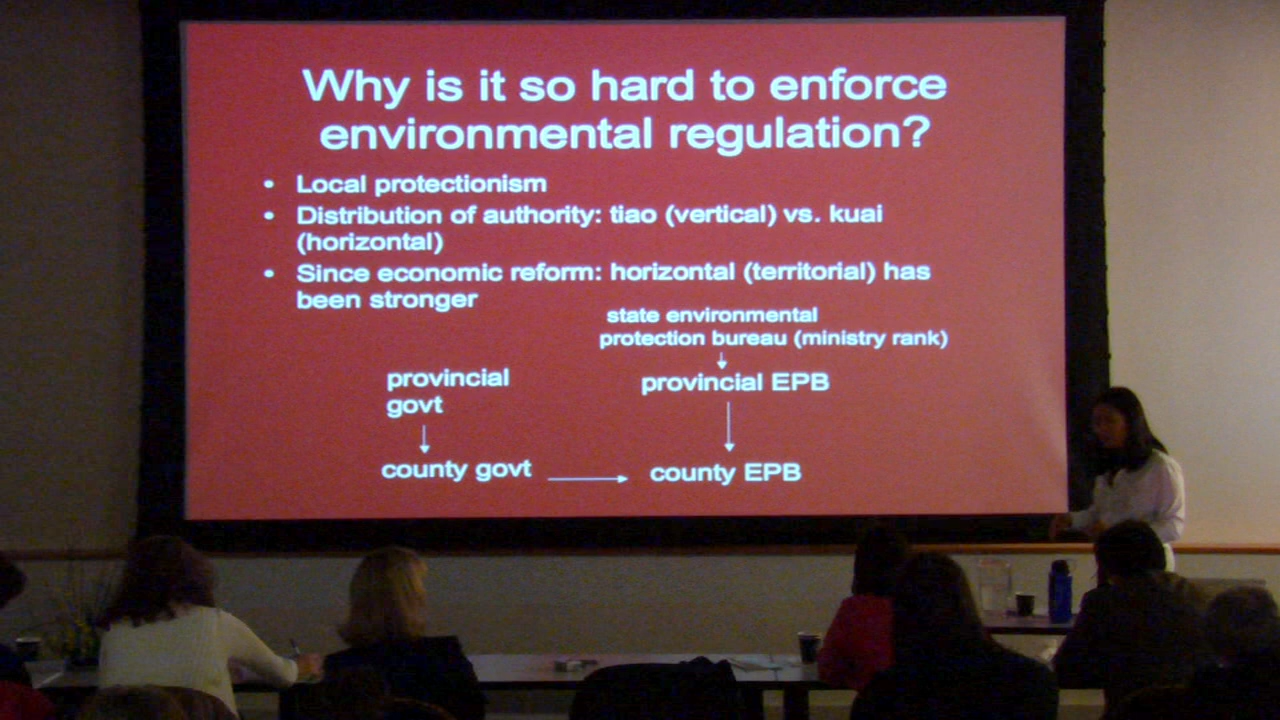 Why is it so hard to enforce
environmental regulation?
• Local protectionism
• Distribution of authority: tiao (vertical) vs. kuai
(horizontal)
• Since economic reform: horizontal (territorial) has
been stronger
state environmental
protection bureau (ministry rank)
provincial
govt
provincial EPB
county govt
county EPB